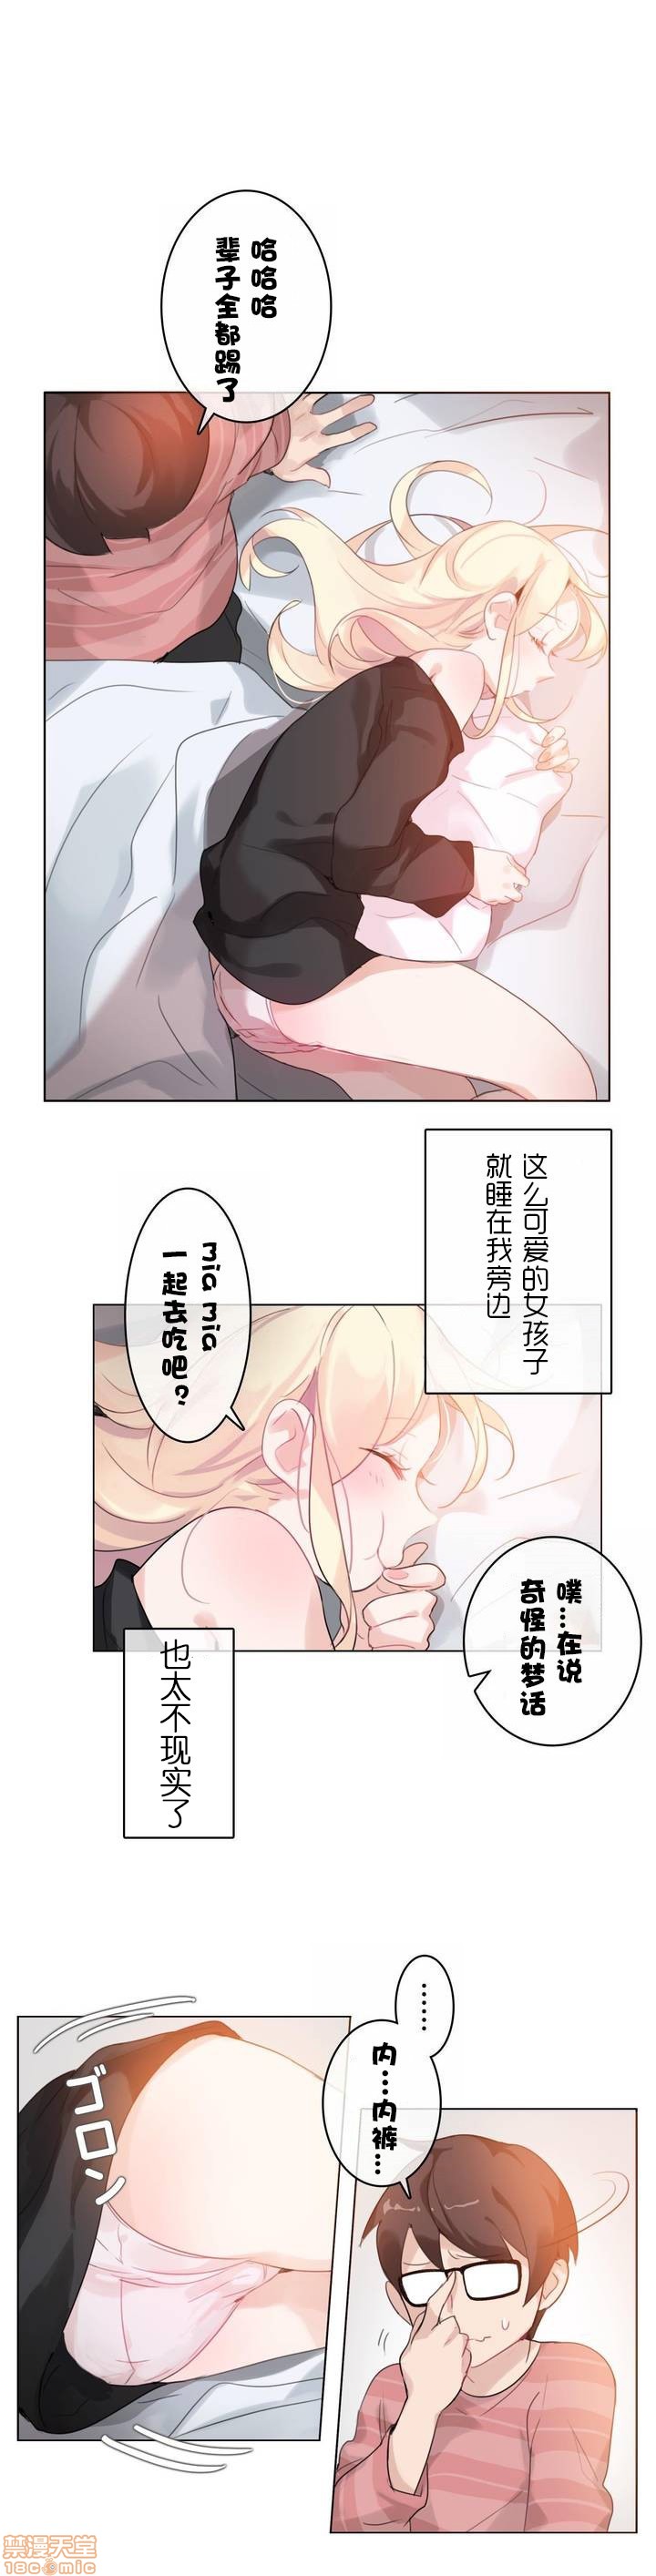 哈哈哈
辈子全都踢了
这么可爱的女孩子
就睡在我旁边
mia mia
一起去吃吧？
噗…在说
奇怪的梦话
也太不现实了
……
内…内裤…
ゴロン
禁漫天堂
18comic